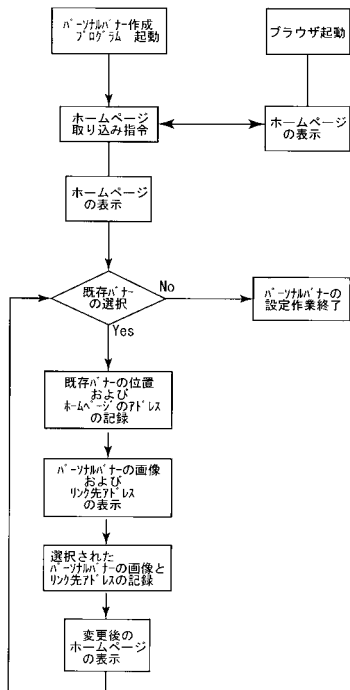 パーソナルバナー作成
プログラム 起動
ブラウザ起動
ホームページ
取り込み指令
ホームページ
の表示
ホームページ
の表示
既存バナー
の選択
No
Yes
パーソナルバナーの
設定作業終了
既存バナーの位置
および
ホームページのアドレス
の記録
パーソナルバナーの画像
および
リンク先アドレス
の表示
選択された
パーソナルバナーの画像と
リンク先アドレスの記録
変更後の
ホームページ
の表示